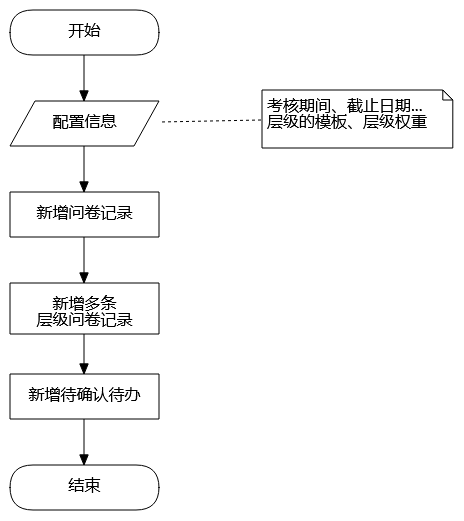 开始
配置信息
考核期间、截止日期...
层级的模板、层级权重
新增问卷记录
新增多条
层级问卷记录
新增待确认待办
结束